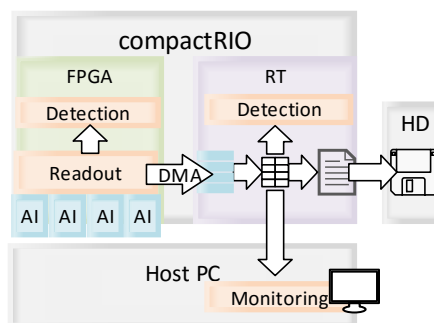 compactRIO
FPGA
RT
Detection
Detection
HD
Readout
DMA
AI AI AI AI
Host PC
Monitoring